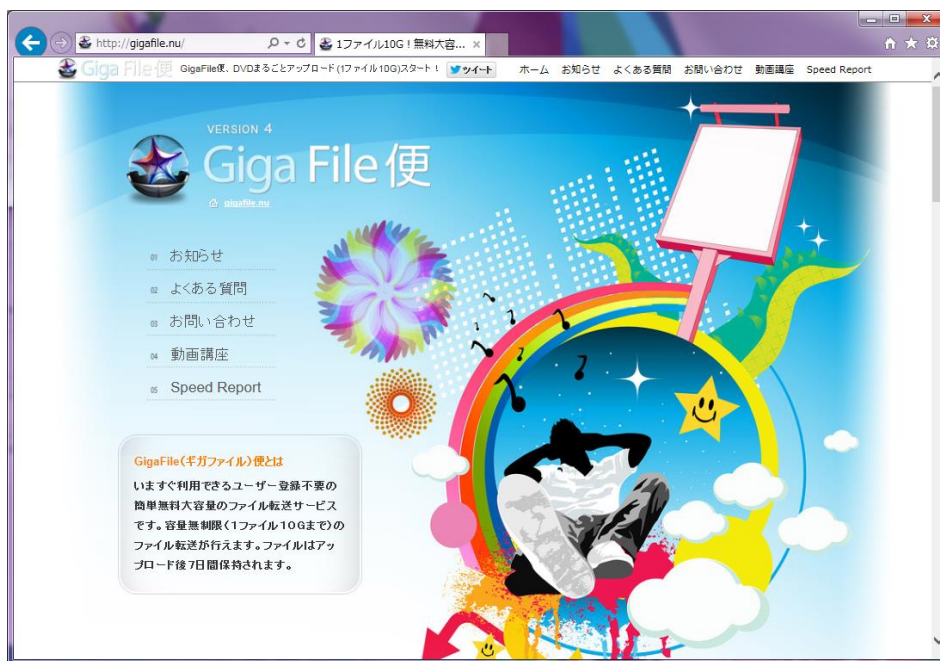 http://gigafile.nu/
1ファイル10G!無料大容...
Giga File便
GigaFile便、DVDまるごとアップロード(1ファイル10G)スタート!
ツイート
ホーム お知らせ よくある質問 お問い合わせ 動画講座 Speed Report
VERSION 4
Giga File便
gigafile.nu
01 お知らせ
02 よくある質問
03 お問い合わせ
04 動画講座
05 Speed Report
GigaFile(ギガファイル)便とは
いますぐ利用できるユーザー登録不要の
簡単無料大容量のファイル転送サービス
です。容量無制限(1ファイル10Gまで)の
ファイル転送が行えます。ファイルはアッ
プロード後7日間保持されます。